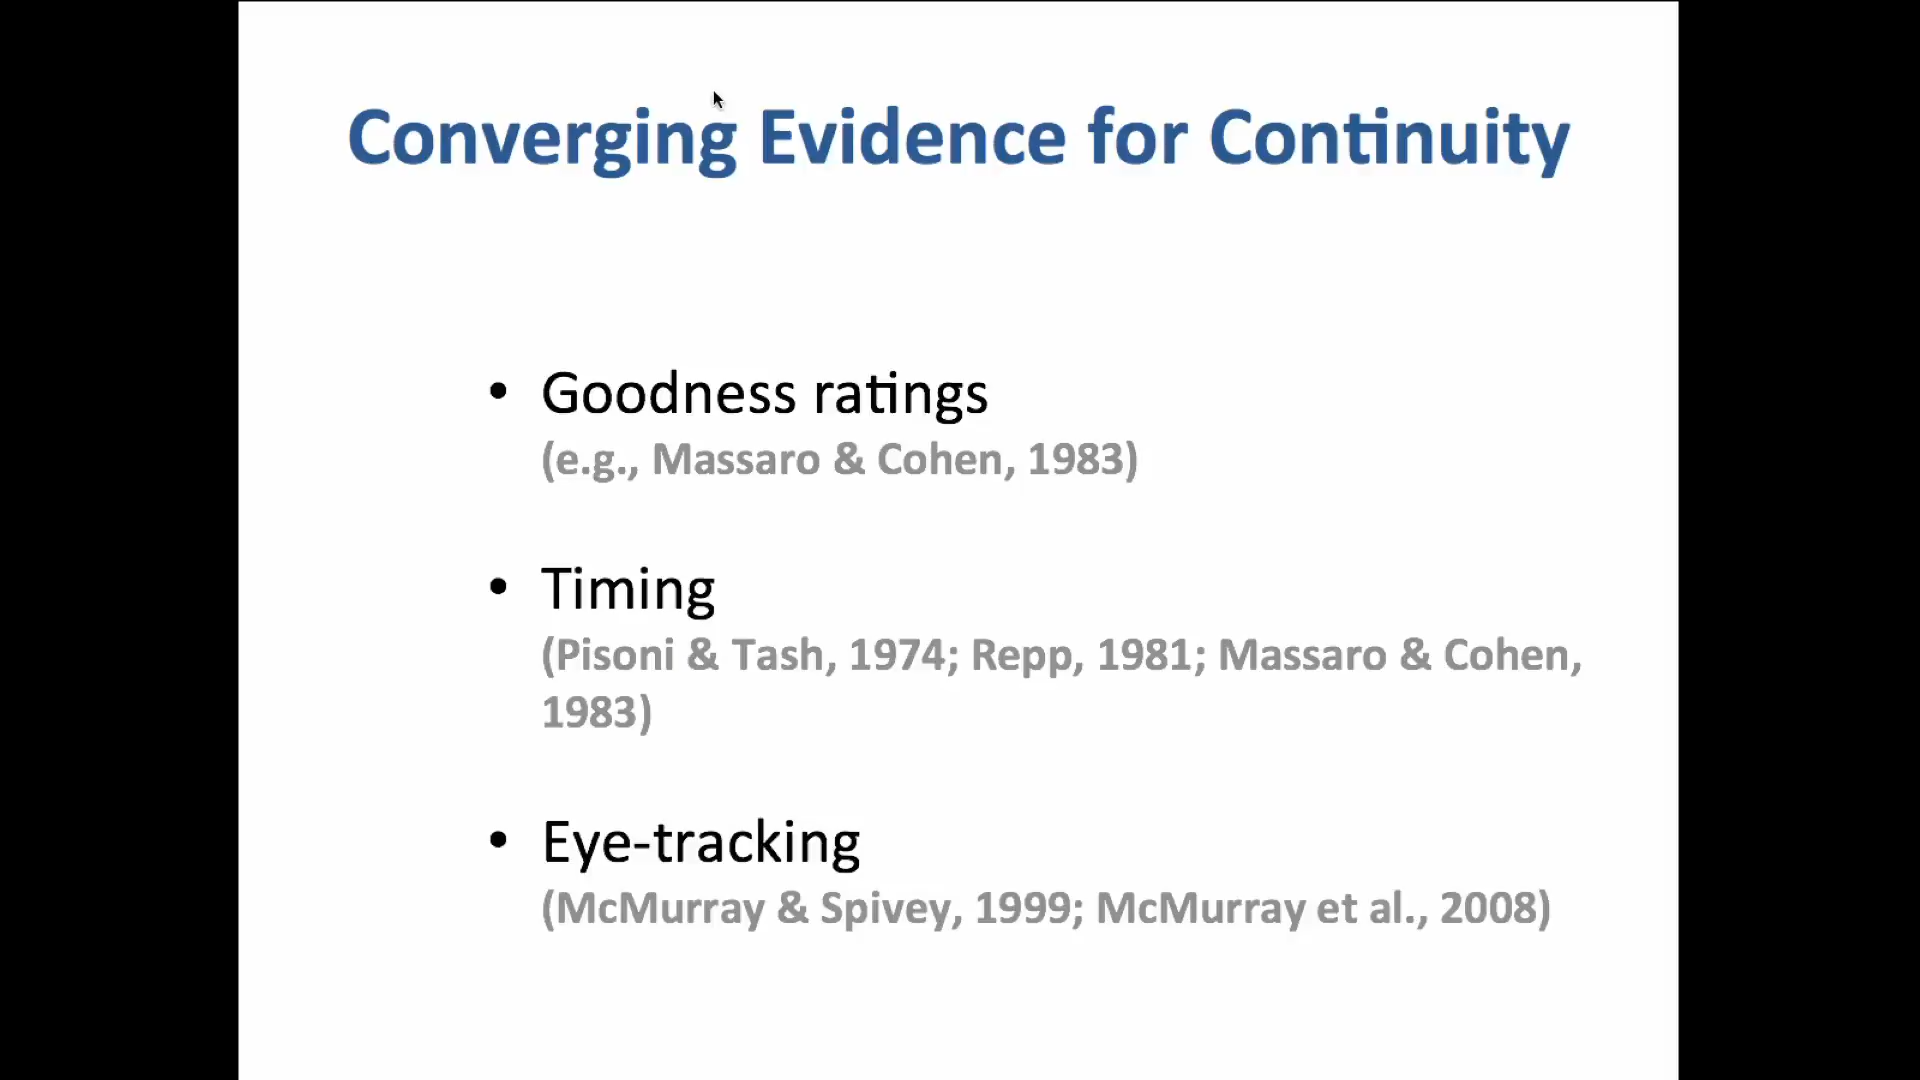 Converging Evidence for Continuity
• Goodness ratings
(e.g., Massaro & Cohen, 1983)
• Timing
(Pisoni & Tash, 1974; Repp, 1981; Massaro & Cohen,
1983)
• Eye-tracking
(McMurray & Spivey, 1999; McMurray et al., 2008)